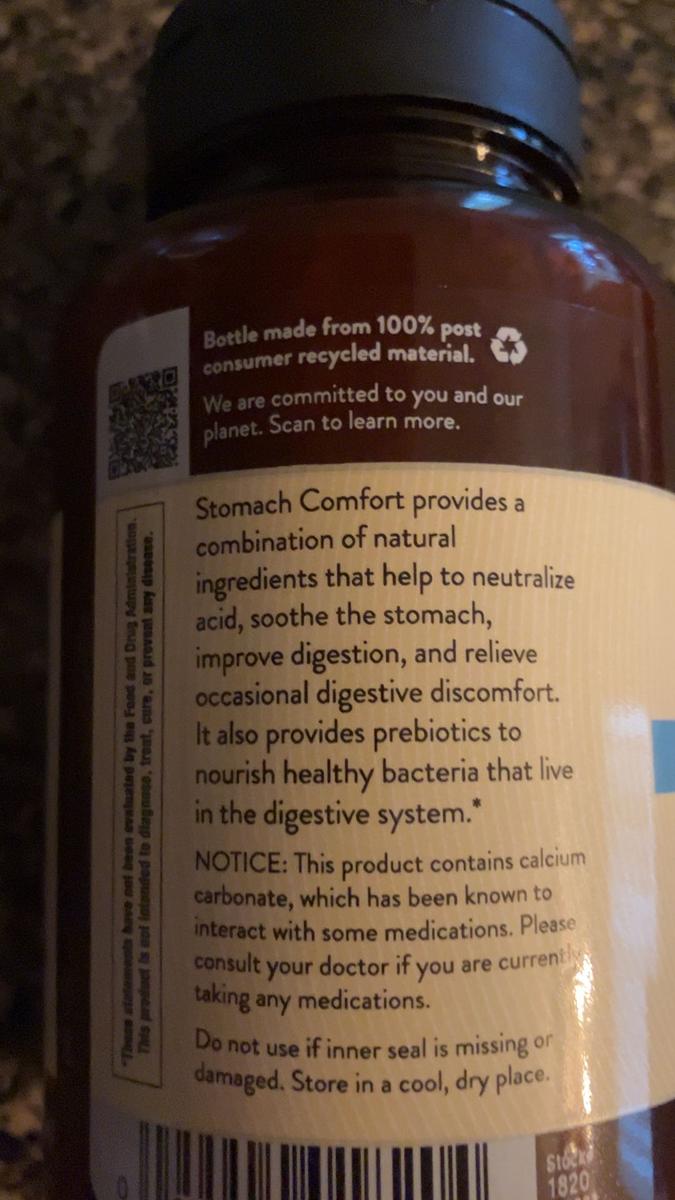 Bottle made from 100% post
consumer recycled material.
We are committed to you and our
planet. Scan to learn more.
Stomach Comfort provides a
combination of natural
ingredients that help to neutralize
acid, soothe the stomach,
improve digestion, and relieve
occasional digestive discomfort.
It also provides prebiotics to
nourish healthy bacteria that live
in the digestive system.*
NOTICE: This product contains calcium
carbonate, which has been known to
interact with some medications. Please
consult your doctor if you are currently
taking any medications.
Do not use if inner seal is missing or
damaged. Store in a cool, dry place.
*These statements have not been evaluated by the Food and Drug Administration.
This product is not intended to diagnose, treat, cure, or prevent any disease.
0
Stock#
1820